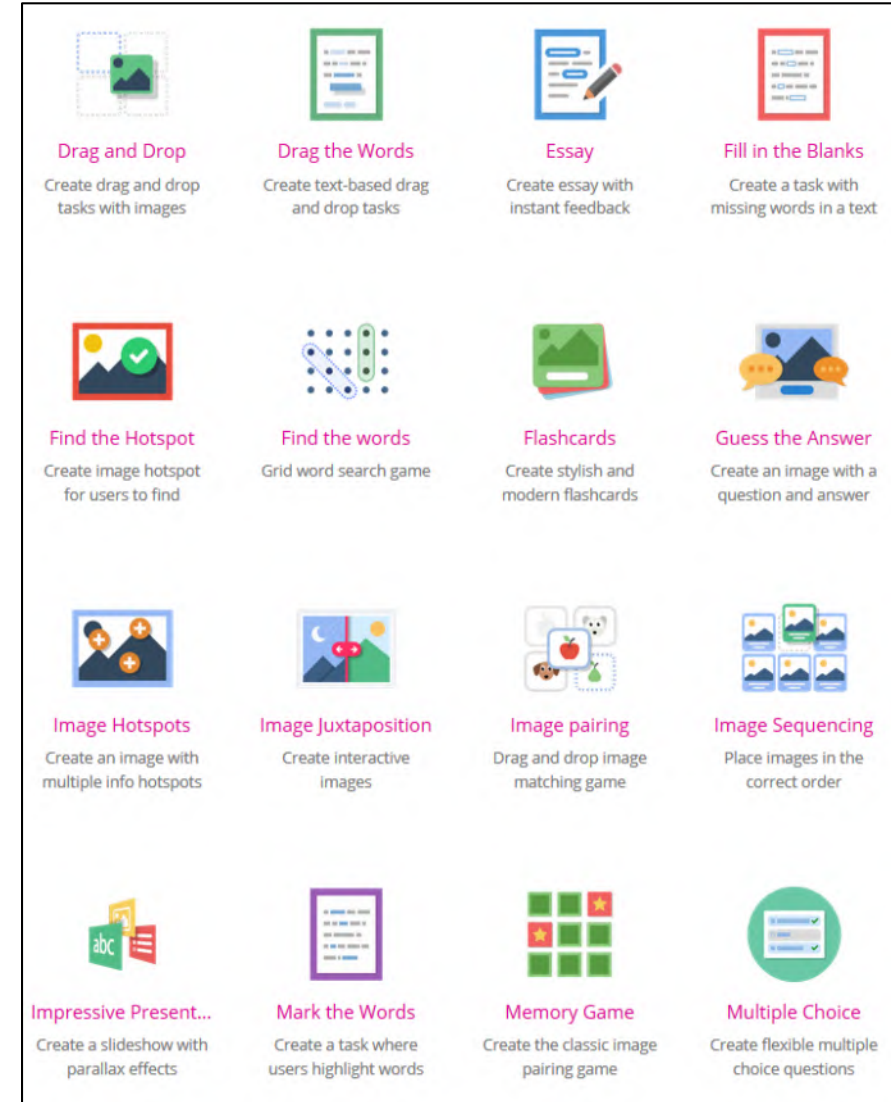 Drag and Drop
Create drag and drop
tasks with images
Drag the Words
Create text-based drag
and drop tasks
Essay
Create essay with
instant feedback
Fill in the Blanks
Create a task with
missing words in a text
Find the Hotspot
Create image hotspot
for users to find
Find the words
Grid word search game
Flashcards
Create stylish and
modern flashcards
Guess the Answer
Create an image with a
question and answer
Image Hotspots
Create an image with
multiple info hotspots
Image Juxtaposition
Create interactive
images
Image pairing
Drag and drop image
matching game
Image Sequencing
Place images in the
correct order
abc
Impressive Present...
Create a slideshow with
parallax effects
Mark the Words
Create a task where
users highlight words
Memory Game
Create the classic image
pairing game
Multiple Choice
Create flexible multiple
choice questions